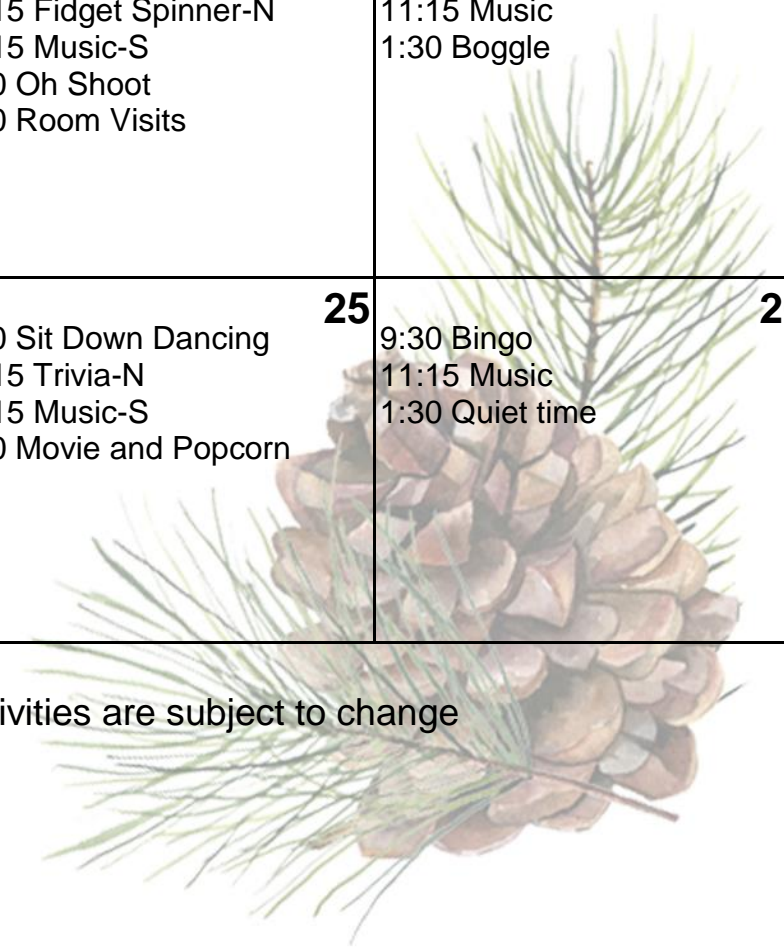 15 Fidget Spinner-N
15 Music-S
0 Oh Shoot
0 Room Visits
11:15 Music
1:30 Boggle
25
0 Sit Down Dancing
15 Trivia-N
15 Music-S
0 Movie and Popcorn
2
9:30 Bingo
11:15 Music
1:30 Quiet time
ivities are subject to change